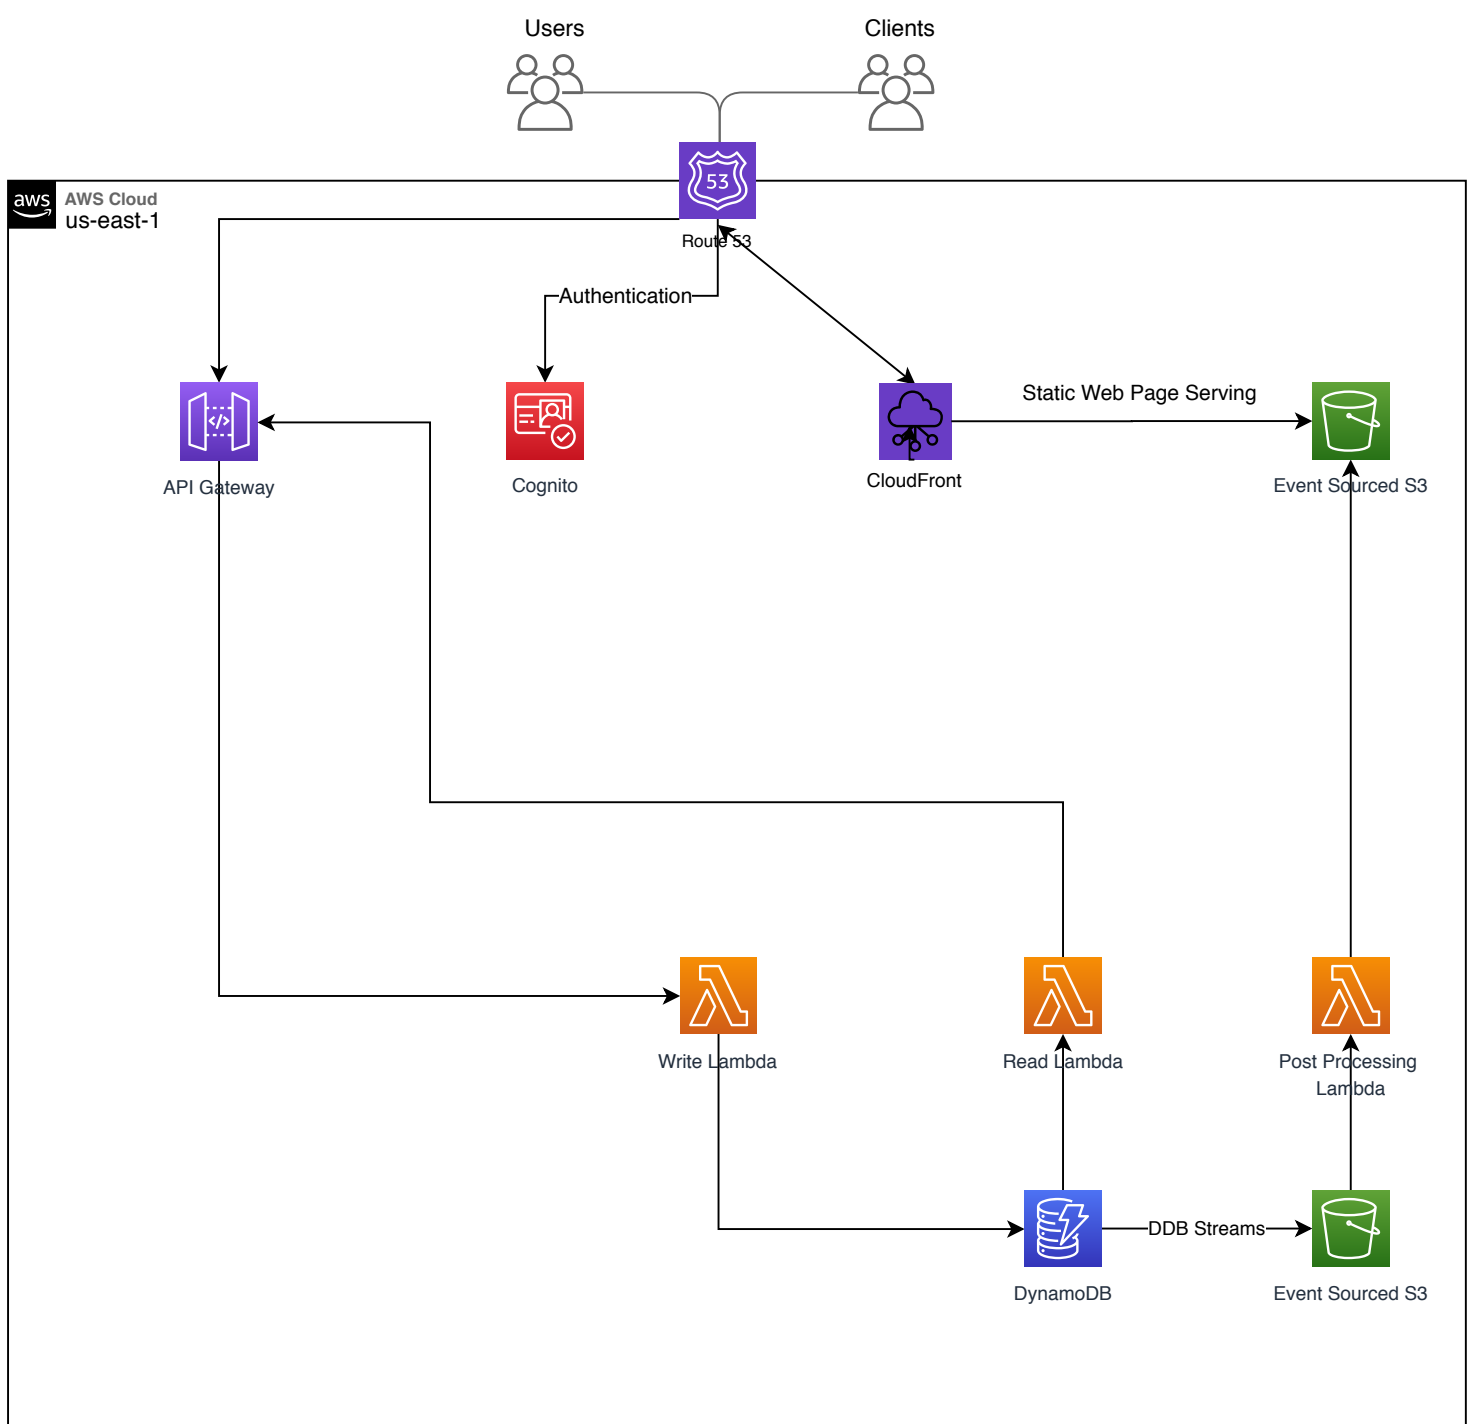 Users
Clients
53
aws
AWS Cloud
us-east-1
Route 53
Authentication
Static Web Page Serving
</>
API Gateway
Cognito
CloudFront
Event Sourced S3
Write Lambda
Read Lambda
Post Processing
Lambda
DDB Streams
DynamoDB
Event Sourced S3